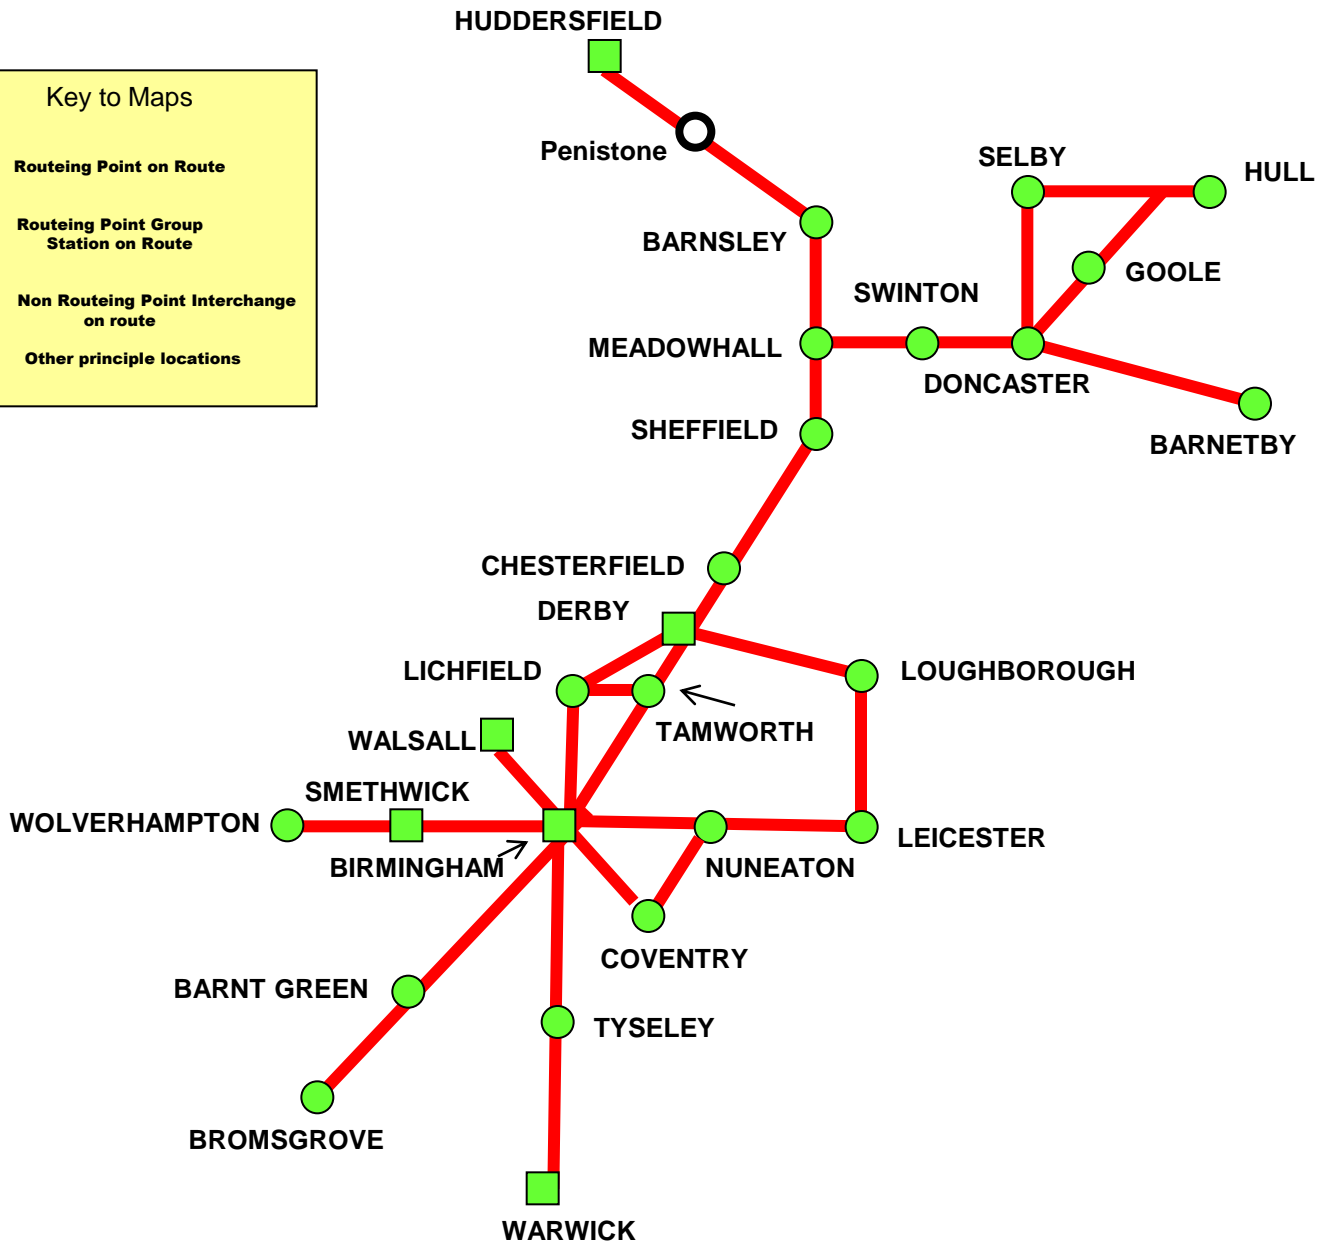 HUDDERSFIELD
Key to Maps
Routeing Point on Route
Routeing Point Group
Station on Route
Non Routeing Point Interchange
on route
Other principle locations
Penistone
SELBY
HULL
BARNSLEY
GOOLE
SWINTON
MEADOWHALL
DONCASTER
SHEFFIELD
BARNETBY
CHESTERFIELD
DERBY
LICHFIELD
LOUGHBOROUGH
TAMWORTH
WALSALL
SMETHWICK
WOLVERHAMPTON
LEICESTER
BIRMINGHAM
NUNEATON
COVENTRY
BARNT GREEN
TYSELEY
BROMSGROVE
WARWICK